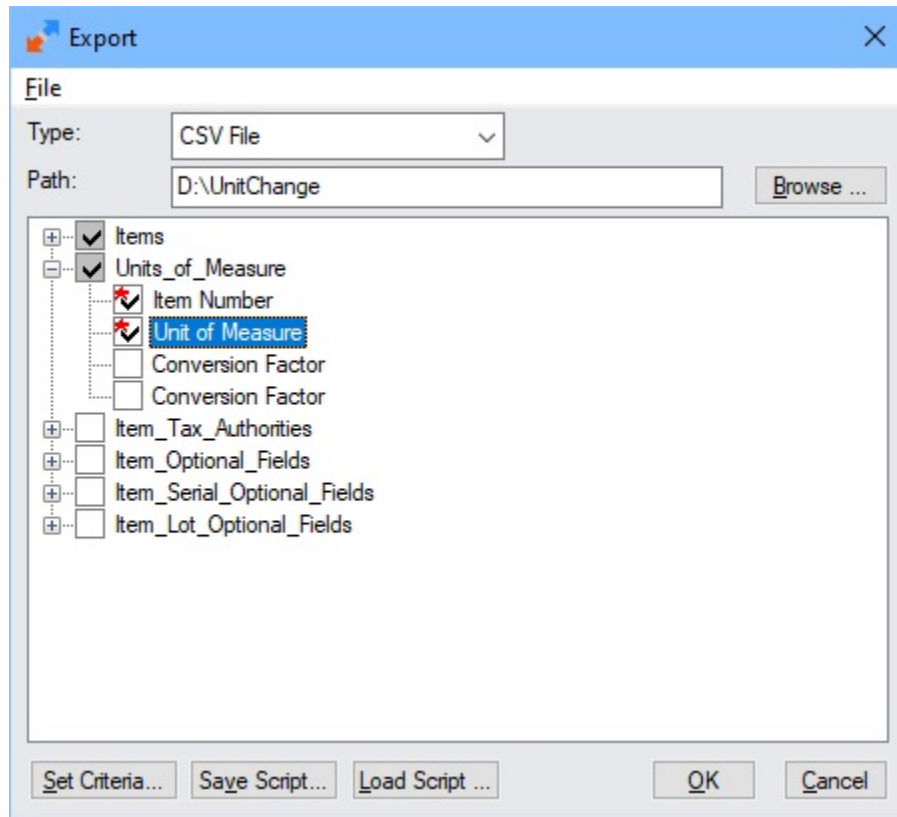 Export
File
Type: CSV File
Path: D:\UnitChange Browse ...
Items
Units_of_Measure
Item Number
Unit of Measure
Conversion Factor
Conversion Factor
Item_Tax_Authorities
Item_Optional_Fields
Item_Serial_Optional_Fields
Item_Lot_Optional_Fields
Set Criteria... Save Script... Load Script ... OK Cancel